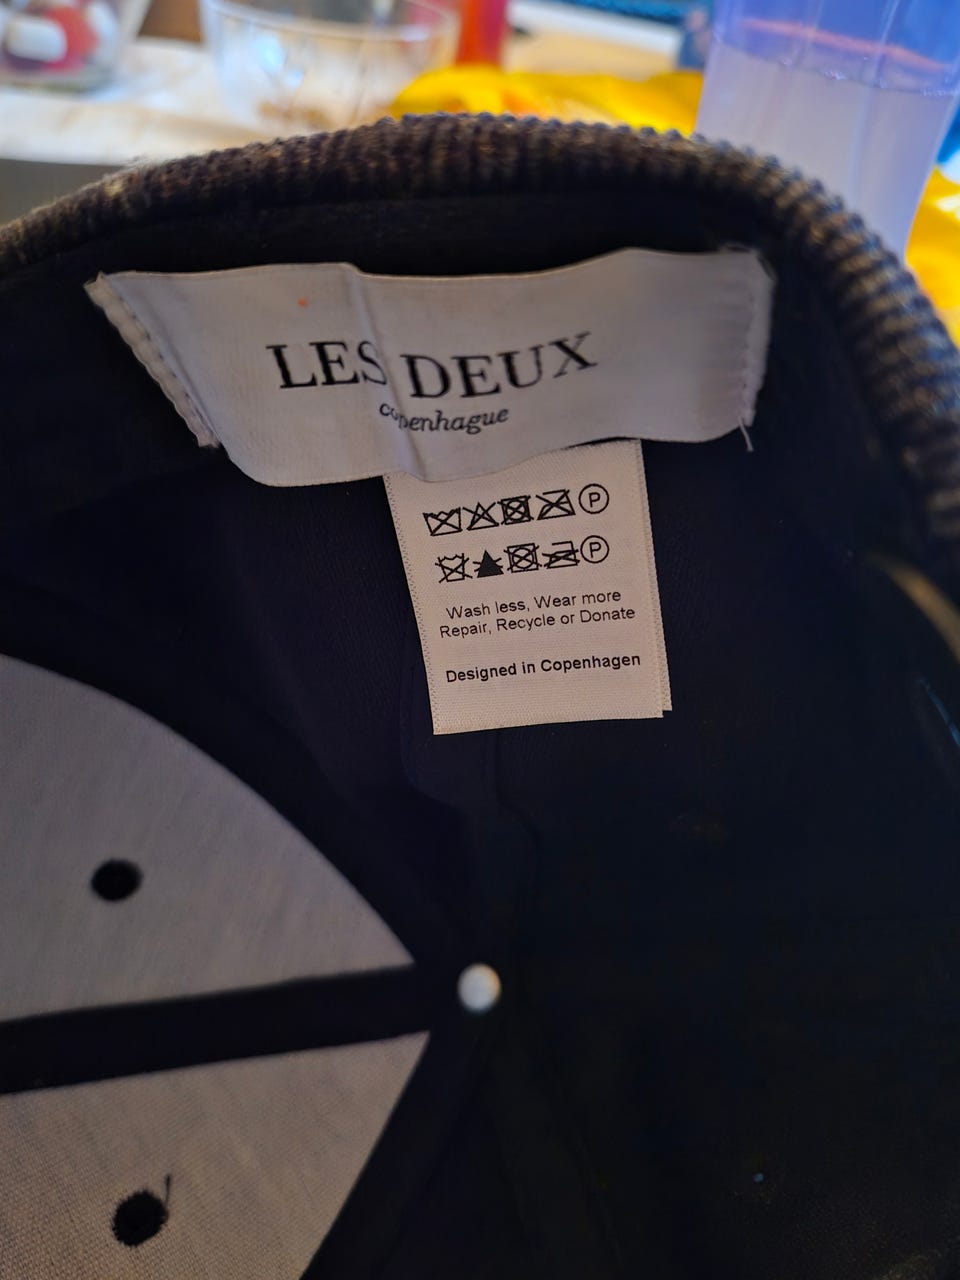 LES DEUX
copenhague
P
P
Wash less, Wear more
Repair, Recycle or Donate
Designed in Copenhagen